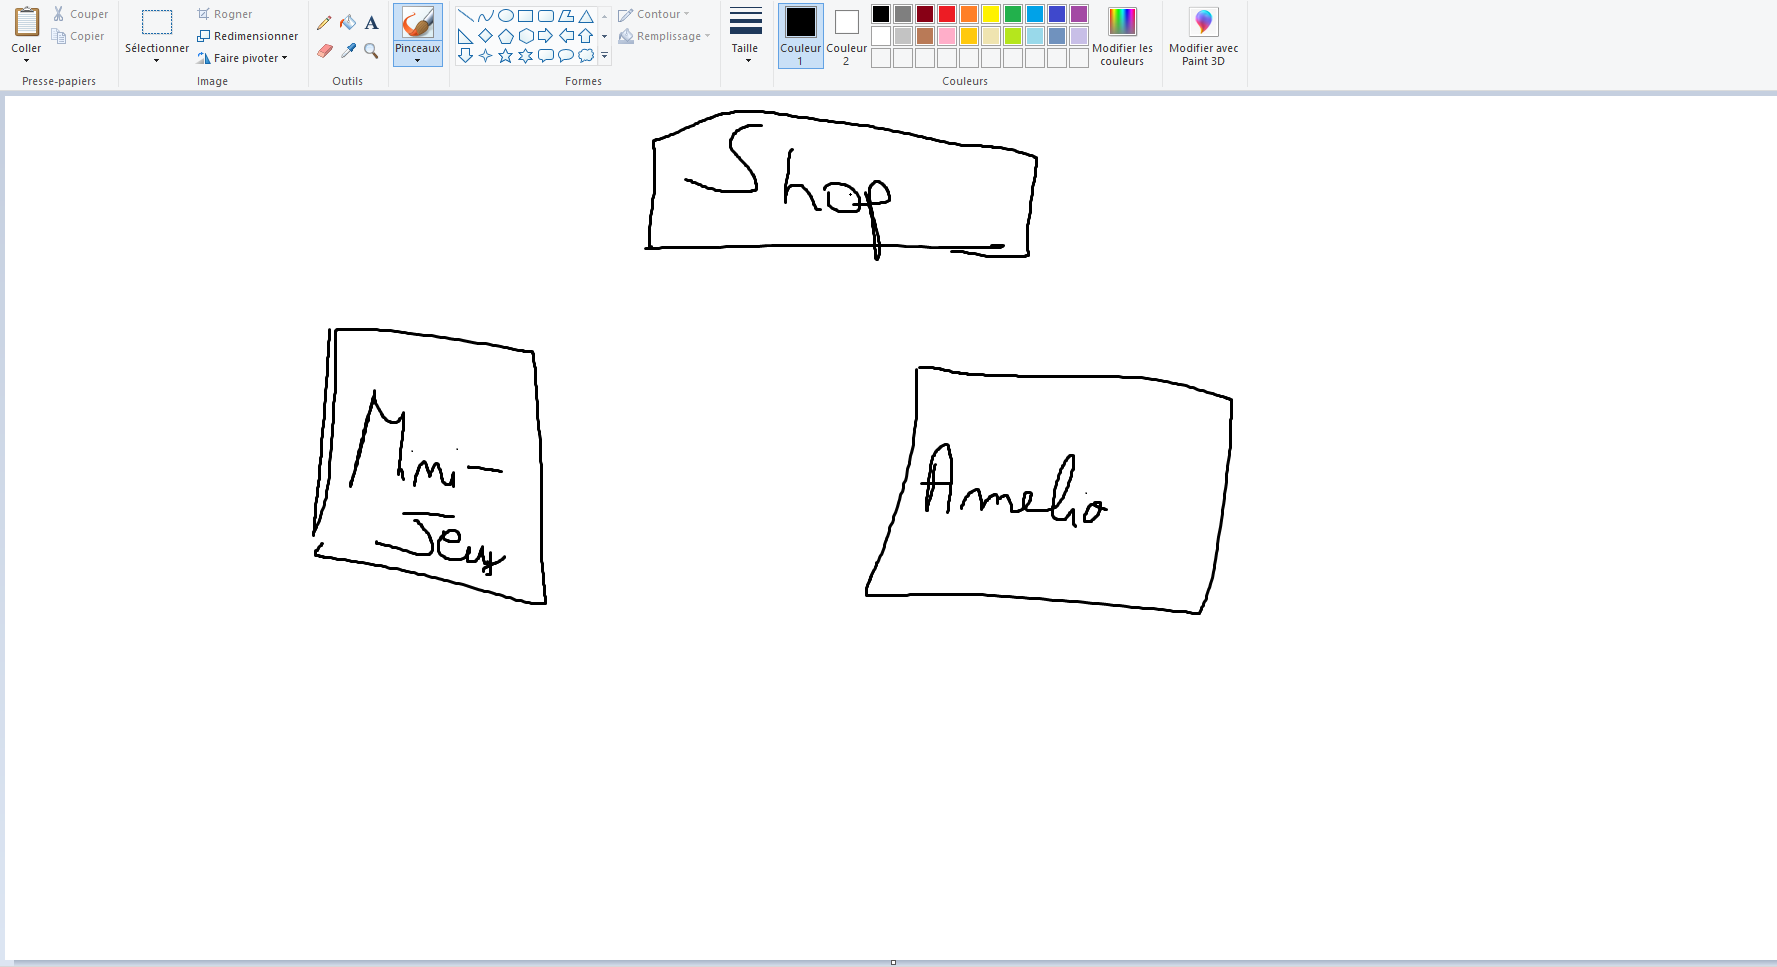 Coller
Couper
Copier
Presse-papiers
Sélectionner
Rogner
Redimensionner
Faire pivoter
Image
A
Outils
Pinceaux
Formes
Contour
Remplissage
Taille
Couleur
1
Couleur
2
Couleurs
Modifier les
couleurs
Modifier avec
Paint 3D
Shop
Mini-
Jeux
Amelio